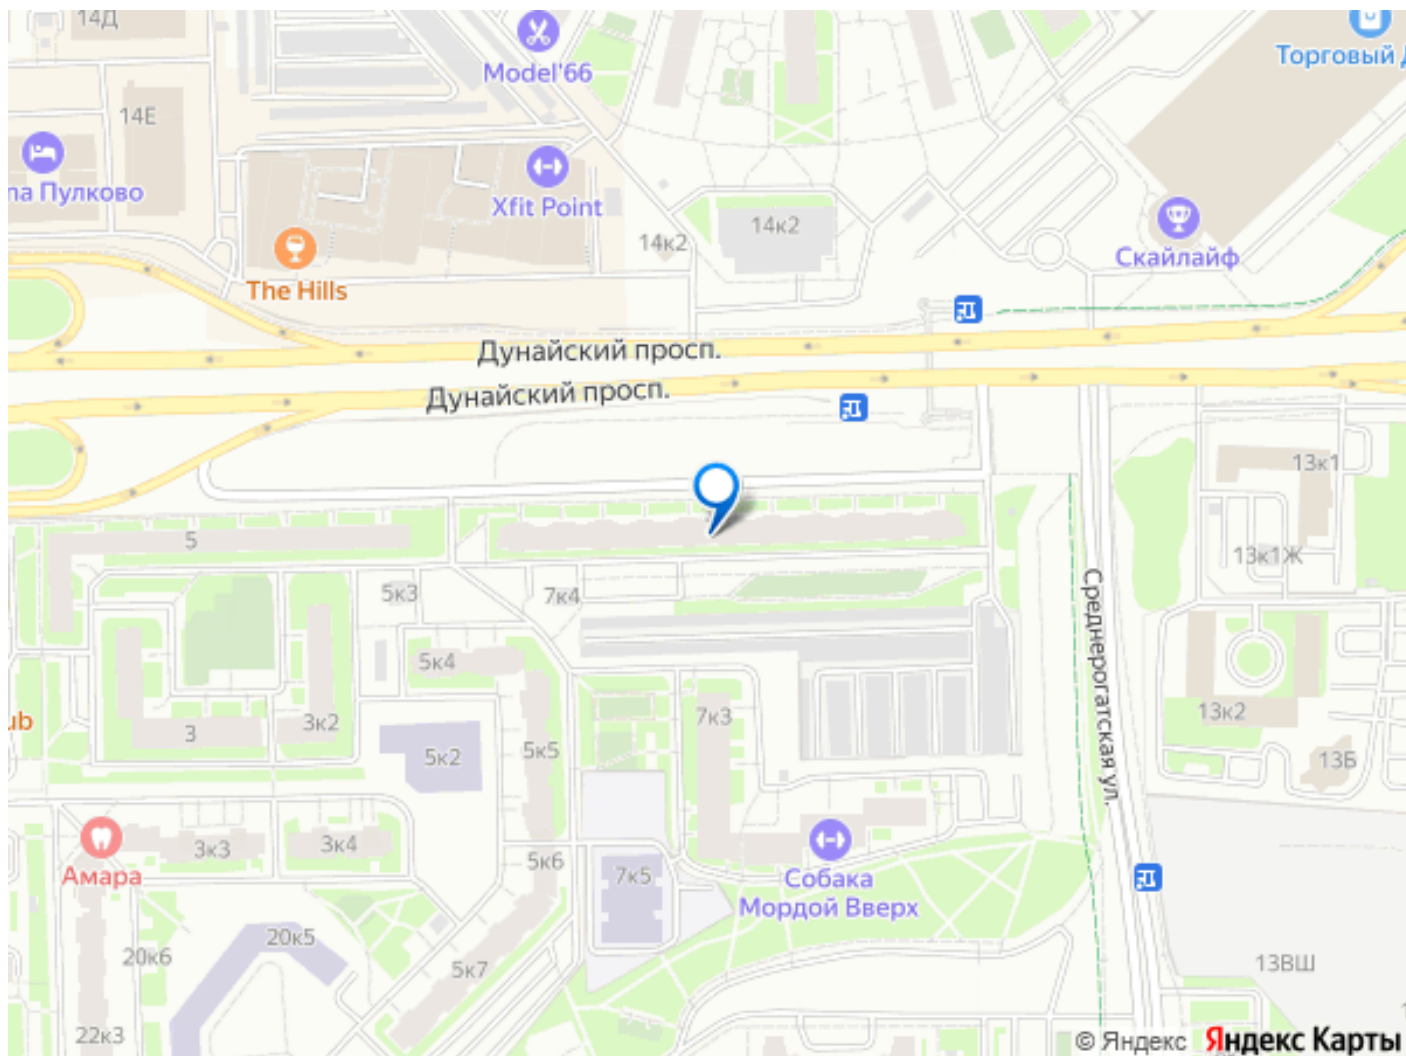 14Д
Model'66
Торговый Д
14Е
na Пулково
Xfit Point
14к2
14к2
Скайлайф
The Hills
Дунайский просп.
Дунайский просп.
13к1
5
13к1Ж
5к3
7к4
Среднерогатская ул.
5к4
ub
3
3к2
7к3
13к2
5к2
5к5
13Б
3к3
3к4
5к6
Амара
7к5
Собака
Мордой Вверх
20к5
20к6
5к7
13ВШ
22к3
© Яндекс Яндекс Карты